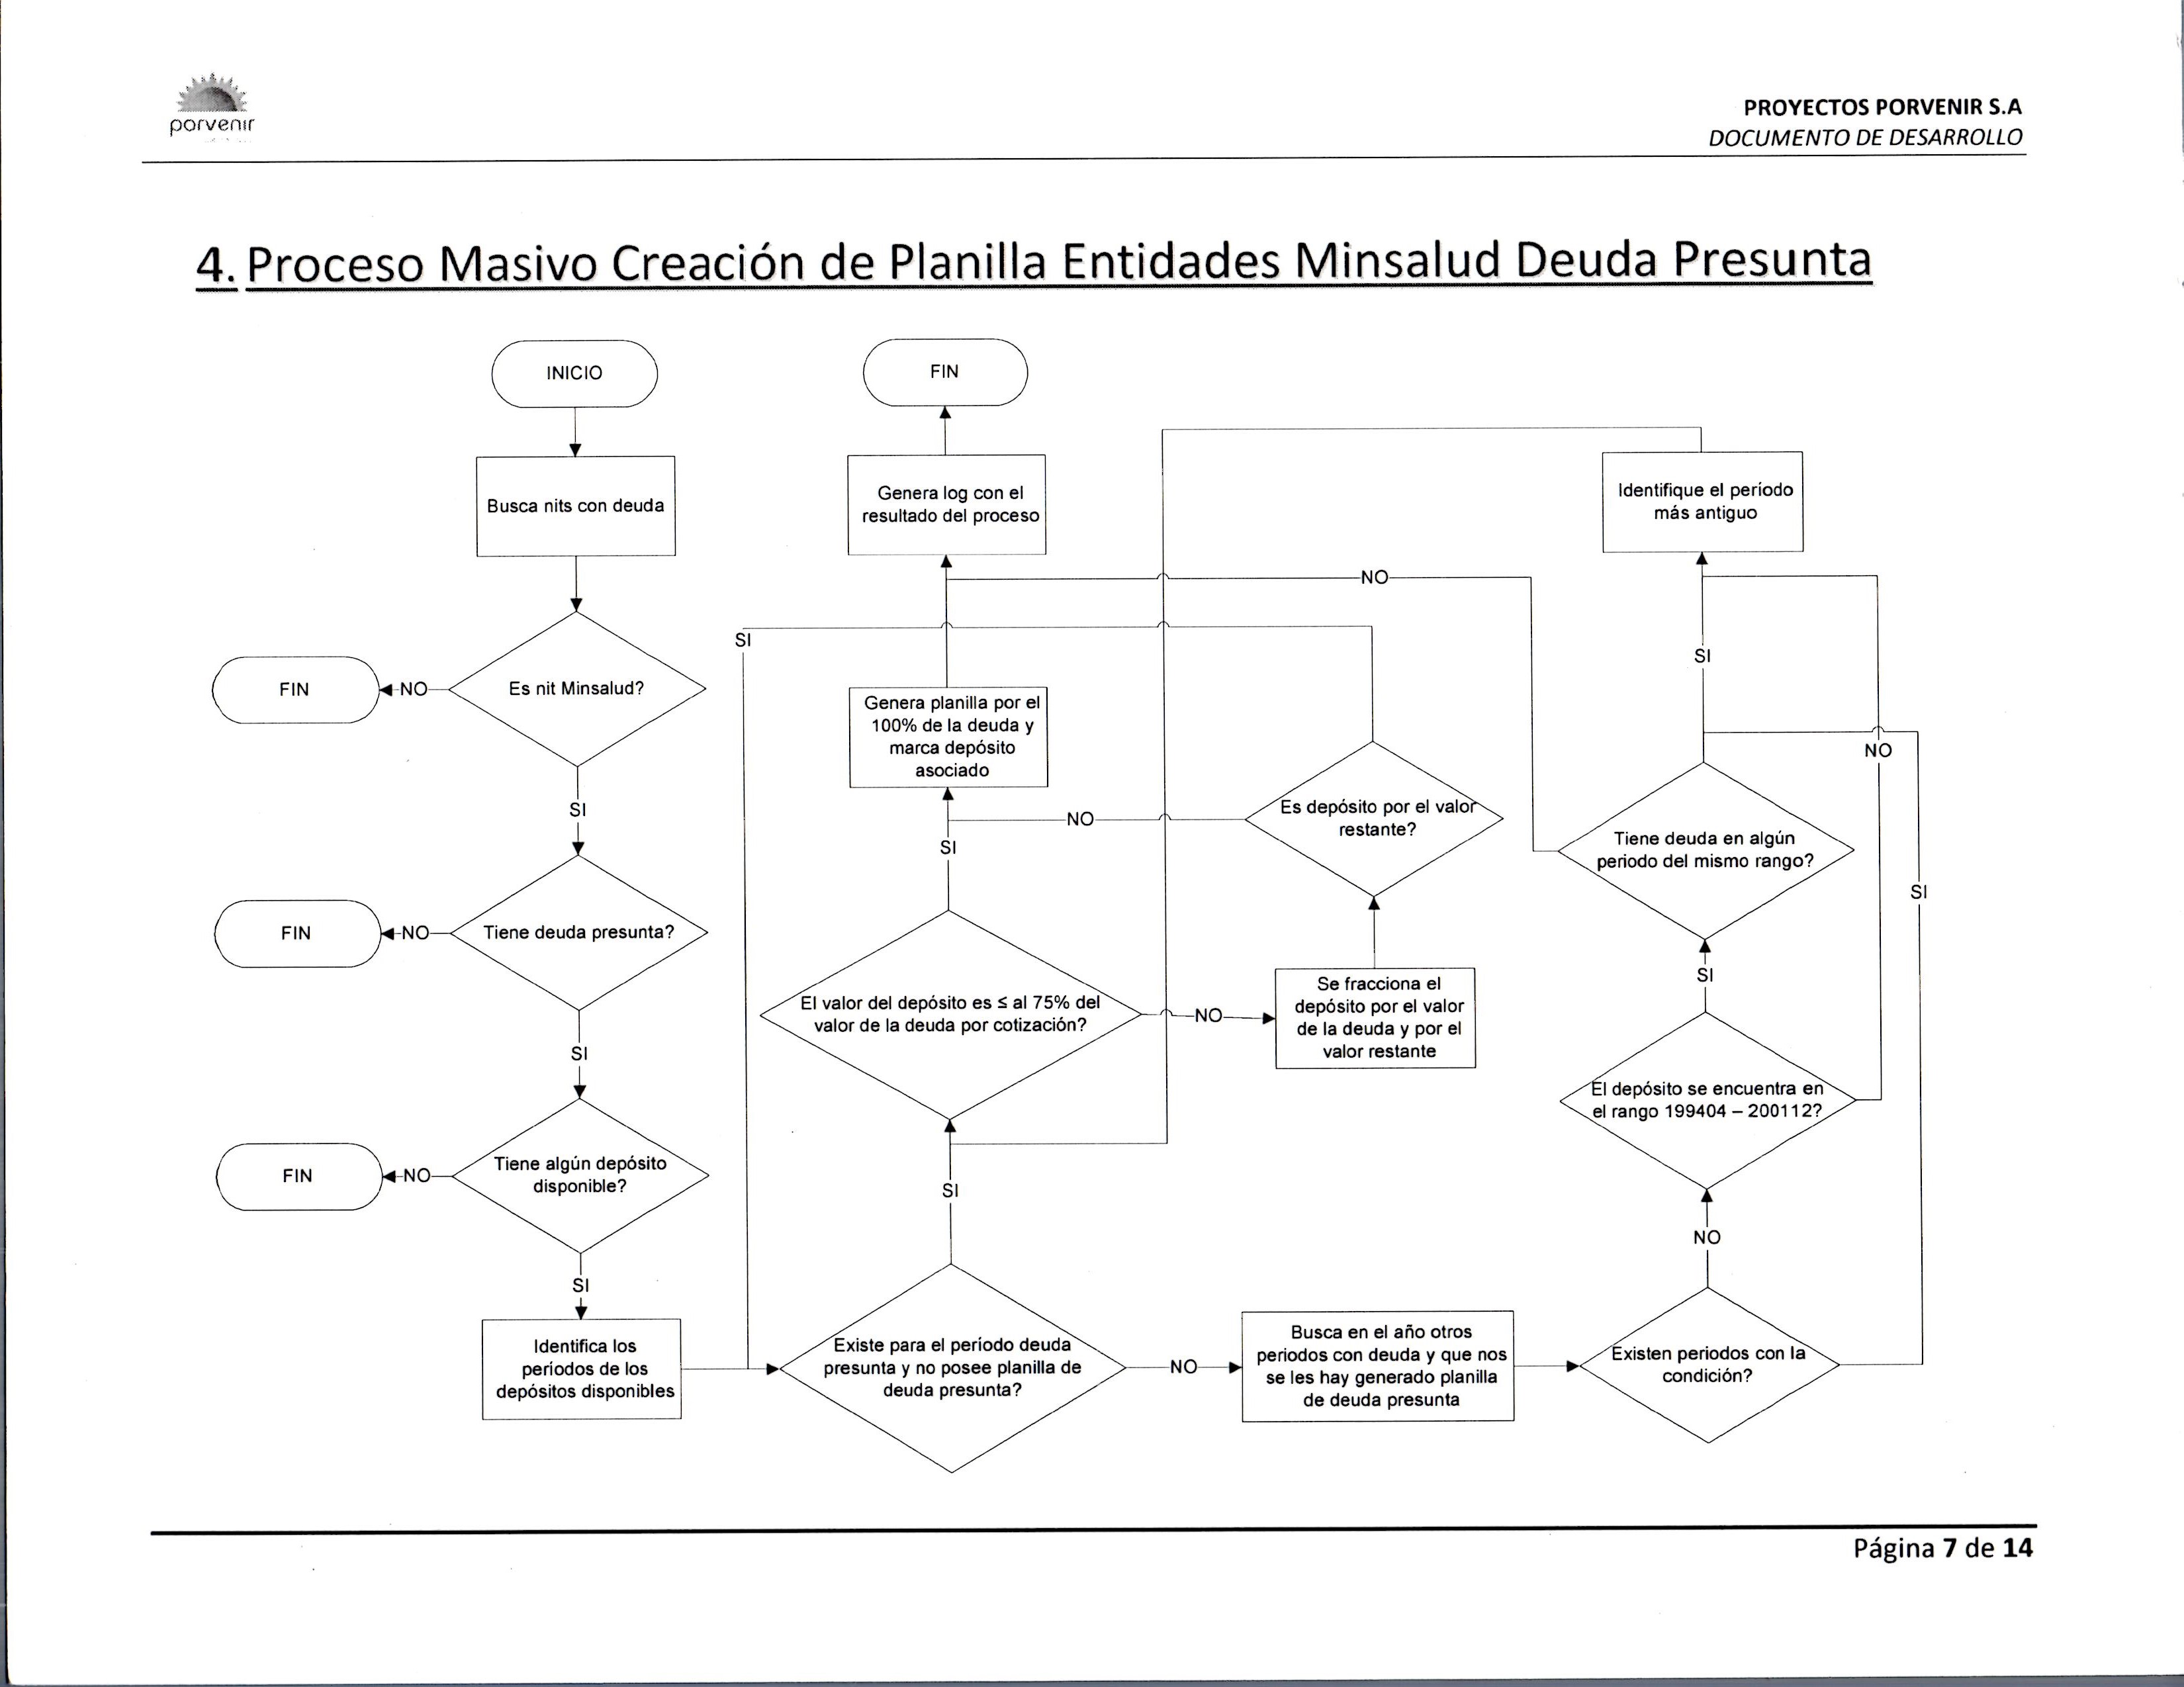 porvenir
PROYECTOS PORVENIR S.A
DOCUMENTO DE DESARROLLO
4. Proceso Masivo Creación de Planilla Entidades Minsalud Deuda Presunta
INICIO
Busca nits con deuda
Es nit Minsalud?
NO
FIN
SI
Tiene deuda presunta?
NO
FIN
SI
Tiene algún depósito
disponible?
NO
FIN
SI
Identifica los
períodos de los
depósitos disponibles
FIN
Genera log con el
resultado del proceso
NO
SI
Genera planilla por el
100% de la deuda y
marca depósito
asociado
NO
SI
El valor del depósito es ≤ al 75% del
valor de la deuda por cotización?
NO
SI
Existe para el período deuda
presunta y no posee planilla de
deuda presunta?
NO
Es depósito por el valor
restante?
Se fracciona el
depósito por el valor
de la deuda y por el
valor restante
Busca en el año otros
periodos con deuda y que nos
se les hay generado planilla
de deuda presunta
Identifique el período
más antiguo
SI
NO
Tiene deuda en algún
periodo del mismo rango?
SI
SI
El depósito se encuentra en
el rango 199404 – 200112?
NO
Existen periodos con la
condición?
Página 7 de 14